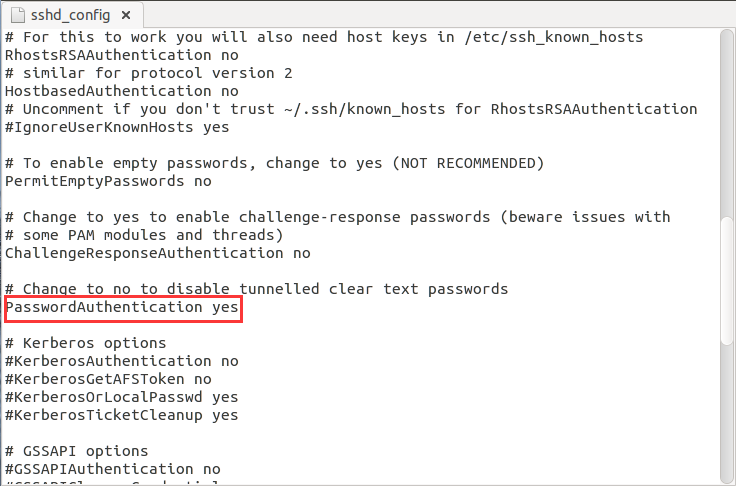 sshd_config ×
# For this to work you will also need host keys in /etc/ssh_known_hosts
RhostsRSAAuthentication no
# similar for protocol version 2
HostbasedAuthentication no
# Uncomment if you don't trust ~/.ssh/known_hosts for RhostsRSAAuthentication
#IgnoreUserKnownHosts yes

# To enable empty passwords, change to yes (NOT RECOMMENDED)
PermitEmptyPasswords no

# Change to yes to enable challenge-response passwords (beware issues with
# some PAM modules and threads)
ChallengeResponseAuthentication no

# Change to no to disable tunnelled clear text passwords
PasswordAuthentication yes

# Kerberos options
#KerberosAuthentication no
#KerberosGetAFSToken no
#KerberosOrLocalPasswd yes
#KerberosTicketCleanup yes

# GSSAPI options
#GSSAPIAuthentication no